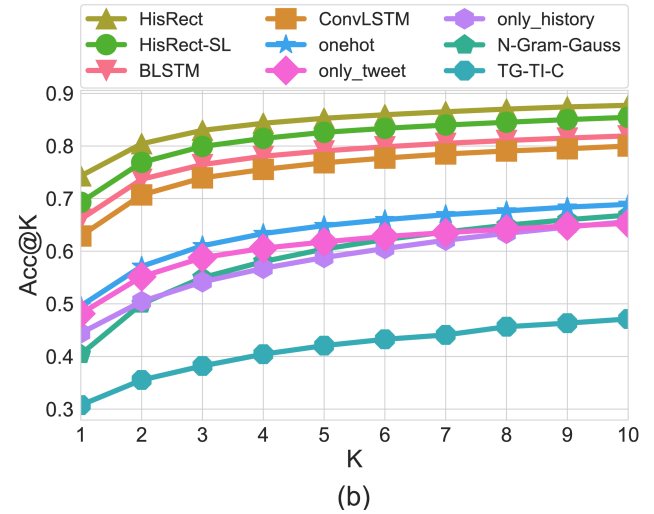 HisRect ConvLSTM only_history
HisRect-SL onehot N-Gram-Gauss
BLSTM only_tweet TG-TI-C
0.9
0.8
0.7
0.6
0.5
0.4
0.3
Acc@K
1 2 3 4 5 6 7 8 9 10
K
(b)